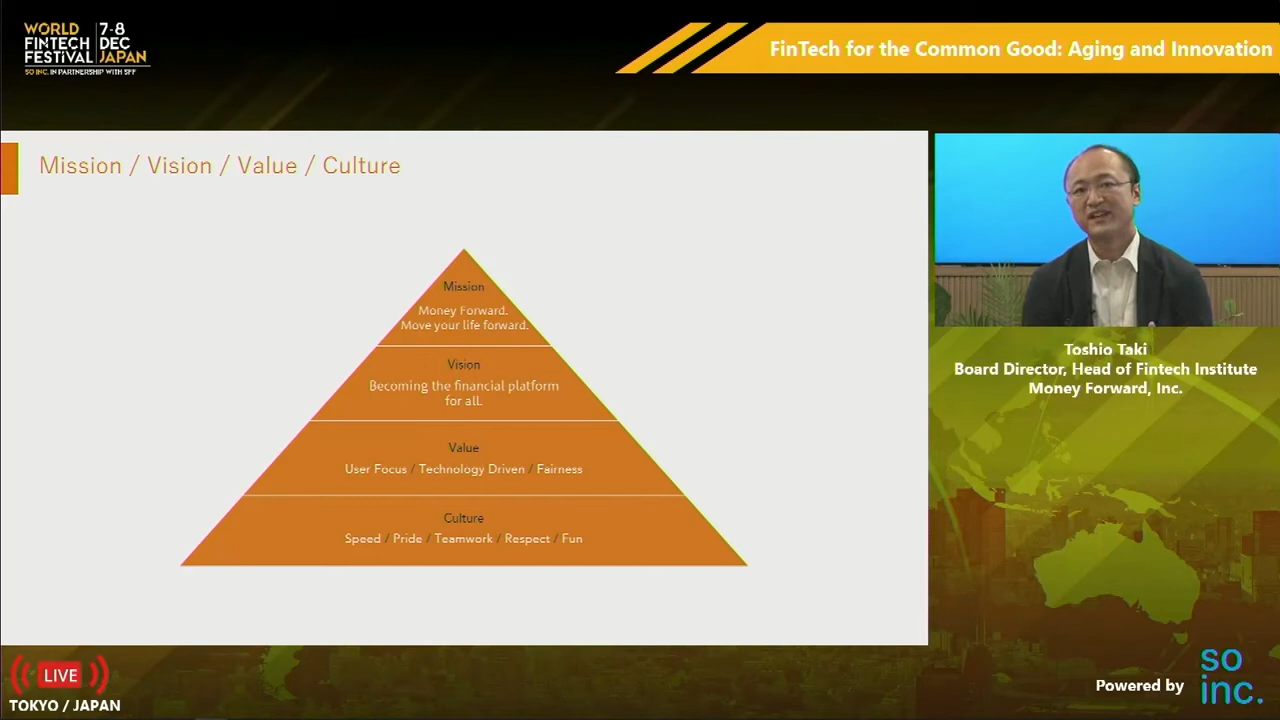 WORLD
FINTECH
FESTIVAL
7-8
DEC
JAPAN
SO INC. IN PARTNERSHIP WITH SFF
FinTech for the Common Good: Aging and Innovation
Mission / Vision / Value / Culture
Mission
Money Forward.
Move your life forward.
Vision
Becoming the financial platform
for all.
Value
User Focus / Technology Driven / Fairness
Culture
Speed / Pride / Teamwork / Respect / Fun
Toshio Taki
Board Director, Head of Fintech Institute
Money Forward, Inc.
LIVE
TOKYO / JAPAN
Powered by
so
inc.